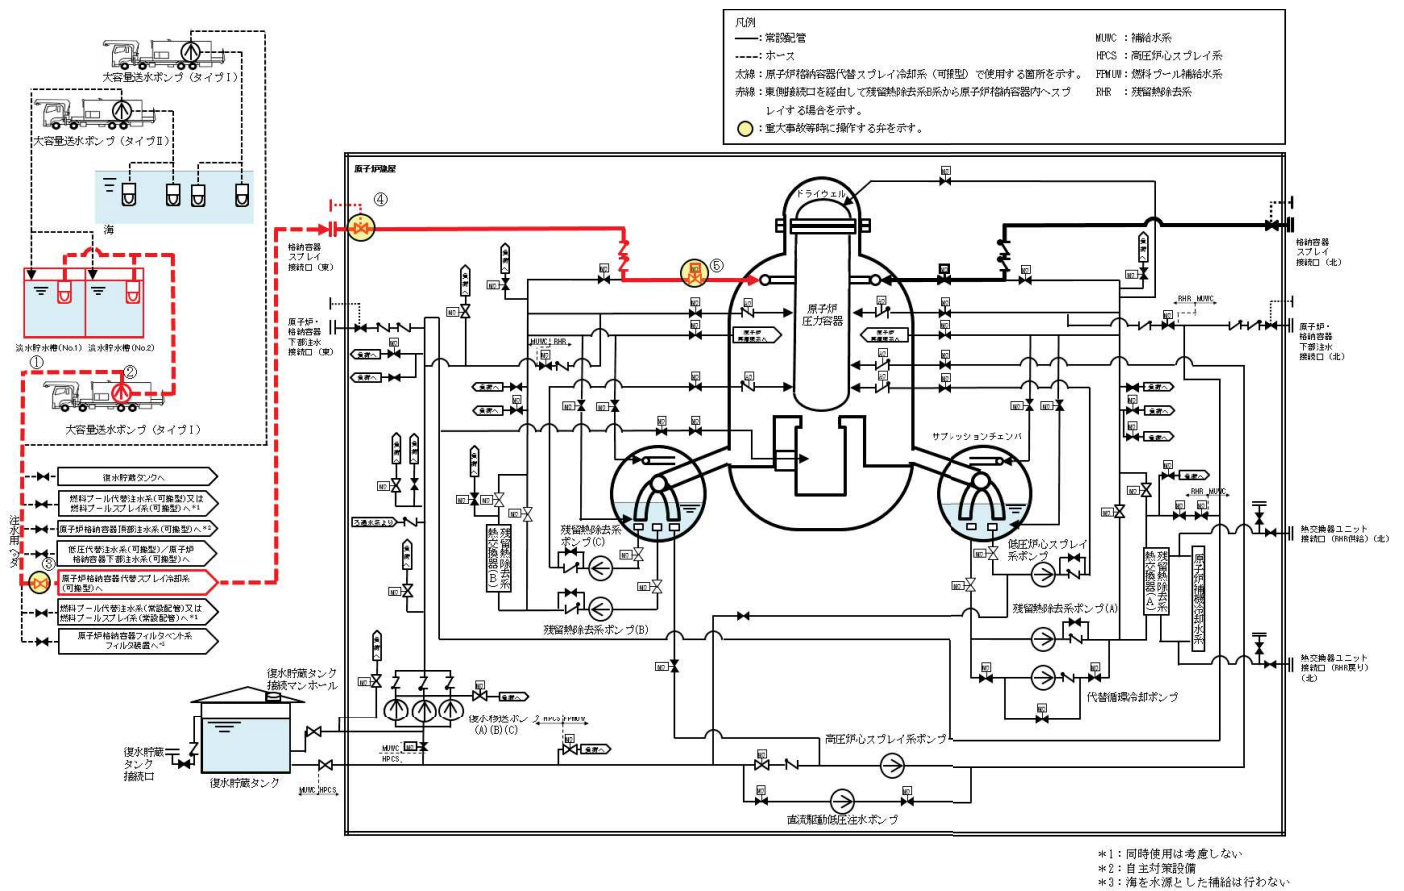 凡例
―:常設配管
----:ホース
太線:原子炉格納容器代替スプレイ冷却系(可搬型)で使用する箇所を示す。
赤線:東側接続口を経由して残留熱除去系B系から原子炉格納容器内へスプ
レイする場合を示す。
:重大事故等時に操作する弁を示す。
MUWC :補給水系
HPCS :高圧炉心スプレイ系
FPMUW:燃料プール補給水系
RHR :残留熱除去系
大容量送水ポンプ(タイプⅠ)
大容量送水ポンプ(タイプⅡ)
海
淡水貯水槽(No.1)
淡水貯水槽(No.2)
①
②
大容量送水ポンプ(タイプⅠ)
注水用ヘッダ
③
復水貯蔵タンクへ
燃料プール代替注水系(可搬型)又は
燃料プールスプレイ系(可搬型)へ*1
原子炉格納容器頂部注水系(可搬型)へ*2
低圧代替注水系(可搬型)/原子炉
格納容器下部注水系(可搬型)へ
原子炉格納容器代替スプレイ冷却系
(可搬型)へ
燃料プール代替注水系(常設配管)又は
燃料プールスプレイ系(常設配管)へ*1
原子炉格納容器フィルタベント系
フィルタ装置へ*3
原子炉建屋
④
⑤
格納容器
スプレイ
接続口(東)
原子炉・
格納容器
下部注水
接続口(東)
ドライウェル
原子炉
圧力容器
サプレッションチェンバ
格納容器
スプレイ
接続口(北)
原子炉・
格納容器
下部注水
接続口(北)
RHR MUWC
MUWC RHR
RHR MUWC
ろ過水系より
残留熱除去系
熱交換器(B)
残留熱除去系
ポンプ(C)
残留熱除去系ポンプ(B)
低圧炉心スプレイ
系ポンプ
残留熱除去系ポンプ(A)
代替循環冷却ポンプ
残留熱除去系
熱交換器(A)
原子炉補機冷却水系
熱交換器ユニット
接続口(RHR供給)(北)
熱交換器ユニット
接続口(RHR戻り)
(北)
復水貯蔵タンク
接続マンホール
復水貯蔵
タンク
接続口
復水貯蔵タンク
MUWC HPCS
MUWC
HPCS
復水移送ポンプ
(A)(B)(C)
HPCS FPMUW
高圧炉心スプレイ系ポンプ
直流駆動低圧注水ポンプ
*1:同時使用は考慮しない
*2:自主対策設備
*3:海を水源とした補給は行わない